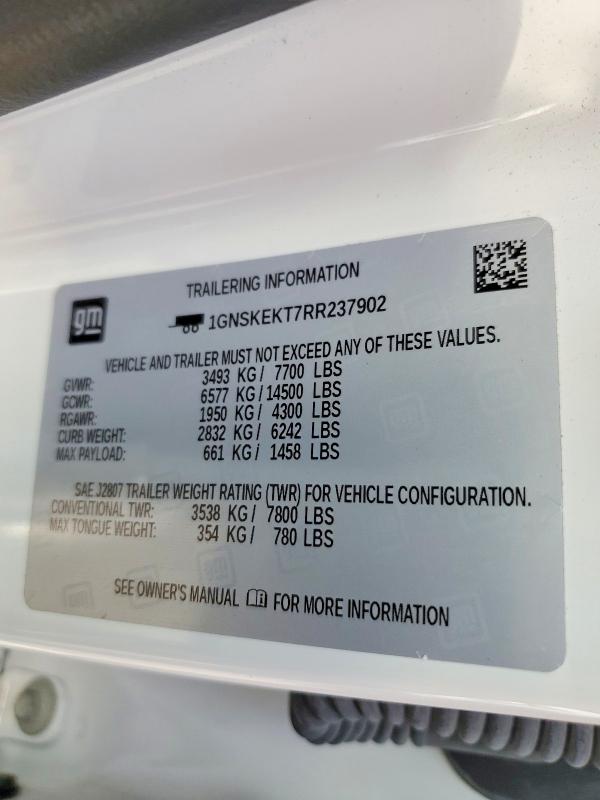 TRAILERING INFORMATION
gm
1GNSKEKT7RR237902
VEHICLE AND TRAILER MUST NOT EXCEED ANY OF THESE VALUES.
GVWR: 3493 KG/ 7700 LBS
GCWR: 6577 KG/14500 LBS
RGAWR: 1950 KG/ 4300 LBS
CURB WEIGHT: 2832 KG/ 6242 LBS
MAX PAYLOAD: 661 KG/ 1458 LBS
SAE J2807 TRAILER WEIGHT RATING (TWR) FOR VEHICLE CONFIGURATION.
CONVENTIONAL TWR: 3538 KG/ 7800 LBS
MAX TONGUE WEIGHT: 354 KG/ 780 LBS
SEE OWNER'S MANUAL FOR MORE INFORMATION